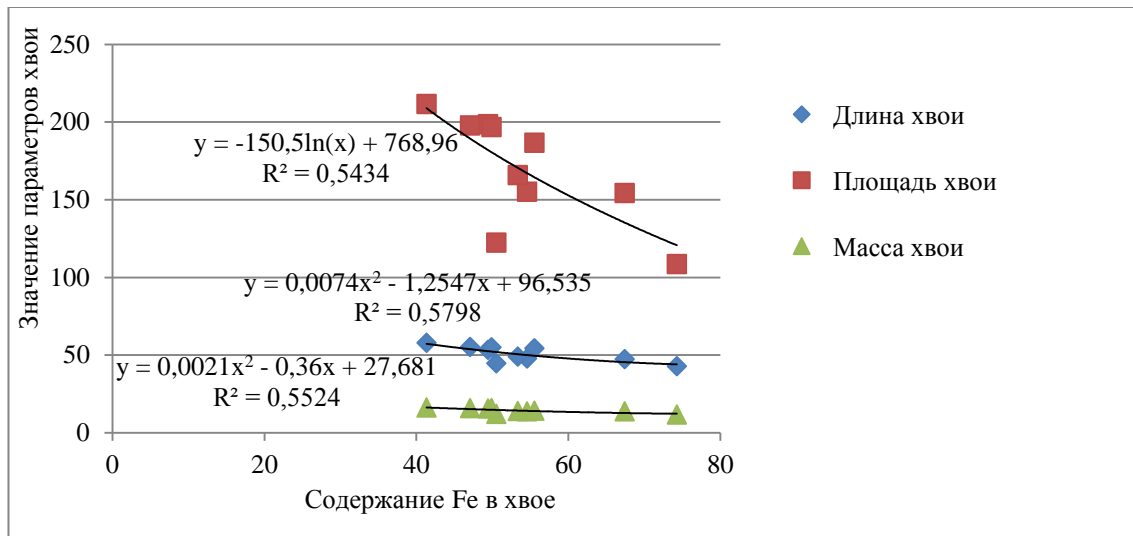 Значение параметров хвои
250
200
150
100
50
0
y = -150,5ln(x) + 768,96
R² = 0,5434
y = 0,0074x² - 1,2547x + 96,535
R² = 0,5798
y = 0,0021x² - 0,36x + 27,681
R² = 0,5524
0 20 40 60 80
Содержание Fe в хвое
Длина хвои
Площадь хвои
Масса хвои